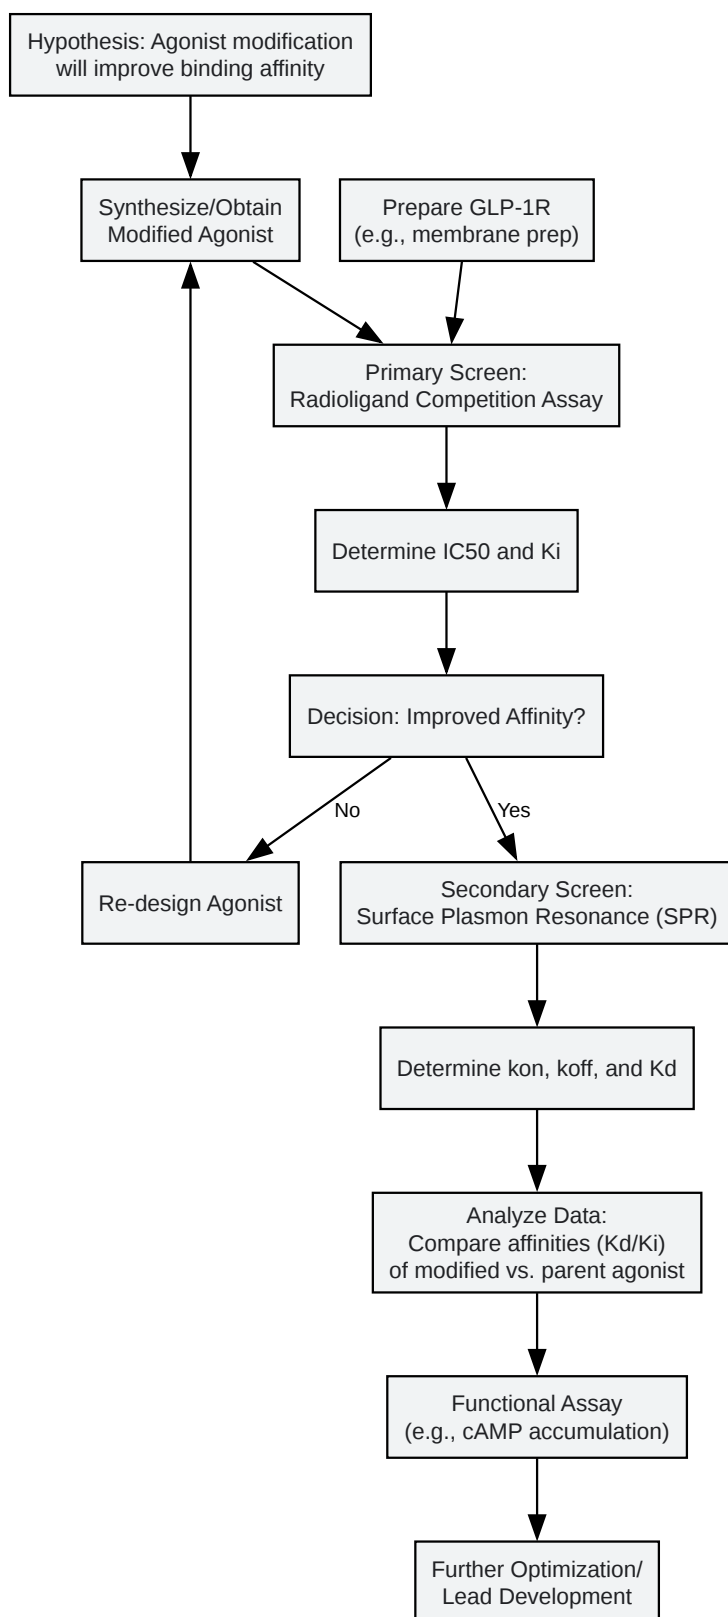 Hypothesis: Agonist modification
will improve binding affinity
Synthesize/Obtain
Modified Agonist
Prepare GLP-1R
(e.g., membrane prep)
Primary Screen:
Radioligand Competition Assay
Determine IC50 and Ki
Decision: Improved Affinity?
No
Yes
Re-design Agonist
Secondary Screen:
Surface Plasmon Resonance (SPR)
Determine kon, koff, and Kd
Analyze Data:
Compare affinities (Kd/Ki)
of modified vs. parent agonist
Functional Assay
(e.g., cAMP accumulation)
Further Optimization/
Lead Development